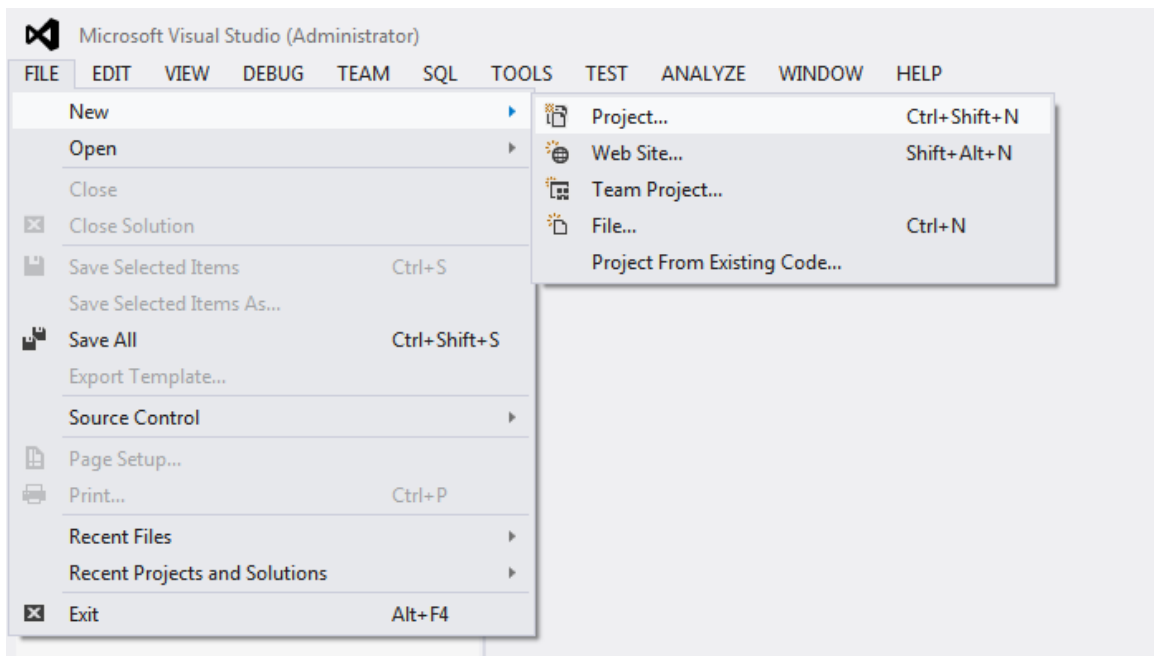 Microsoft Visual Studio (Administrator)
FILE EDIT VIEW DEBUG TEAM SQL TOOLS TEST ANALYZE WINDOW HELP
New
Open
Close
Close Solution
Save Selected Items Ctrl+S
Save Selected Items As...
Save All Ctrl+Shift+S
Export Template...
Source Control
Page Setup...
Print... Ctrl+P
Recent Files
Recent Projects and Solutions
Exit Alt+F4
Project... Ctrl+Shift+N
Web Site... Shift+Alt+N
Team Project...
File... Ctrl+N
Project From Existing Code...